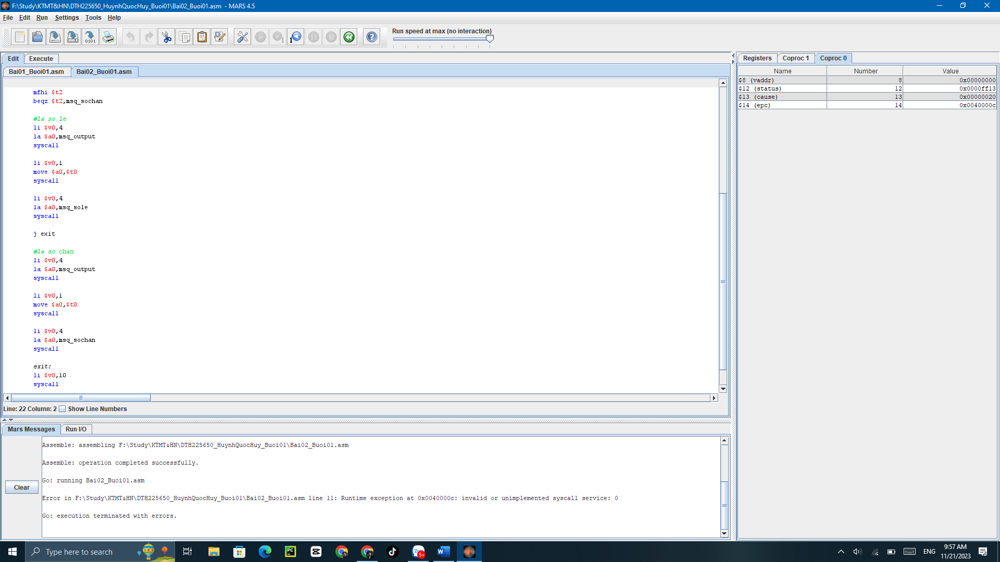 F:\Study\KTMT&HN\DTH225650_HuynhQuocHuy_Buoi01\Bai02_Buoi01.asm - MARS 4.5
File Edit Run Settings Tools Help
Run speed at max (no interaction)
Edit Execute
Bai01_Buoi01.asm Bai02_Buoi01.asm
mfhi $t2
beqz $t2,msq_sochan
#la so le
li $v0,4
la $a0,msq_output
syscall
li $v0,1
move $a0,$t0
syscall
li $v0,4
la $a0,msq_sole
syscall
j exit
#la so chan
li $v0,4
la $a0,msq_output
syscall
li $v0,1
move $a0,$t0
syscall
li $v0,4
la $a0,msq_sochan
syscall
exit:
li $v0,10
syscall
Line: 22 Column: 2 Show Line Numbers
Registers Coproc 1 Coproc 0
Name Number Value
$8 (vaddr) 8 0x00000000
$12 (status) 12 0x0000ff13
$13 (cause) 13 0x00000020
$14 (epc) 14 0x0040000c
Mars Messages Run I/O
Clear
Assemble: assembling F:\Study\KTMT&HN\DTH225650_HuynhQuocHuy_Buoi01\Bai02_Buoi01.asm
Assemble: operation completed successfully.
Go: running Bai02_Buoi01.asm
Error in F:\Study\KTMT&HN\DTH225650_HuynhQuocHuy_Buoi01\Bai02_Buoi01.asm line 11: Runtime exception at 0x0040000c: invalid or unimplemented syscall service: 0
Go: execution terminated with errors.
Type here to search
PC
5+
W
ENG
9:57 AM
11/21/2023